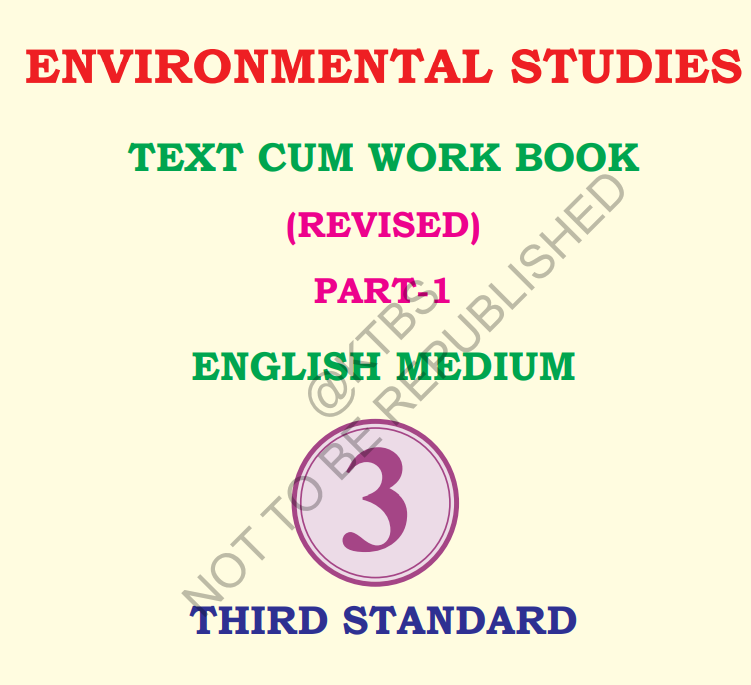 ENVIRONMENTAL STUDIES
TEXT CUM WORK BOOK
(REVISED)
PART-1
ENGLISH MEDIUM
@KTBS
NOT TO BE REPUBLISHED
3
THIRD STANDARD